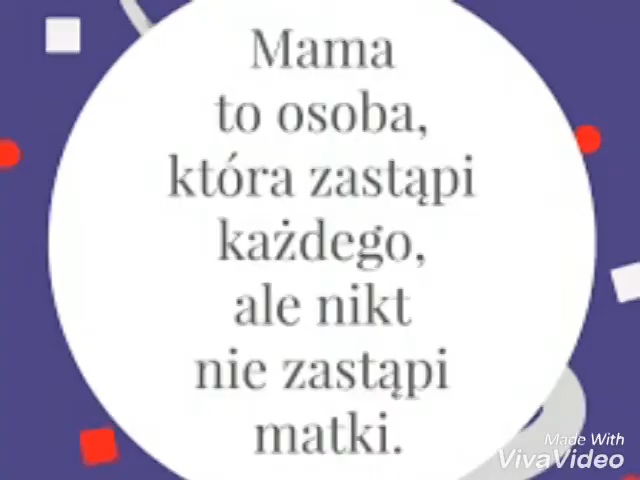 Mama
to osoba,
która zastąpi
każdego,
ale nikt
nie zastąpi
matki.
Made With
VivaVideo